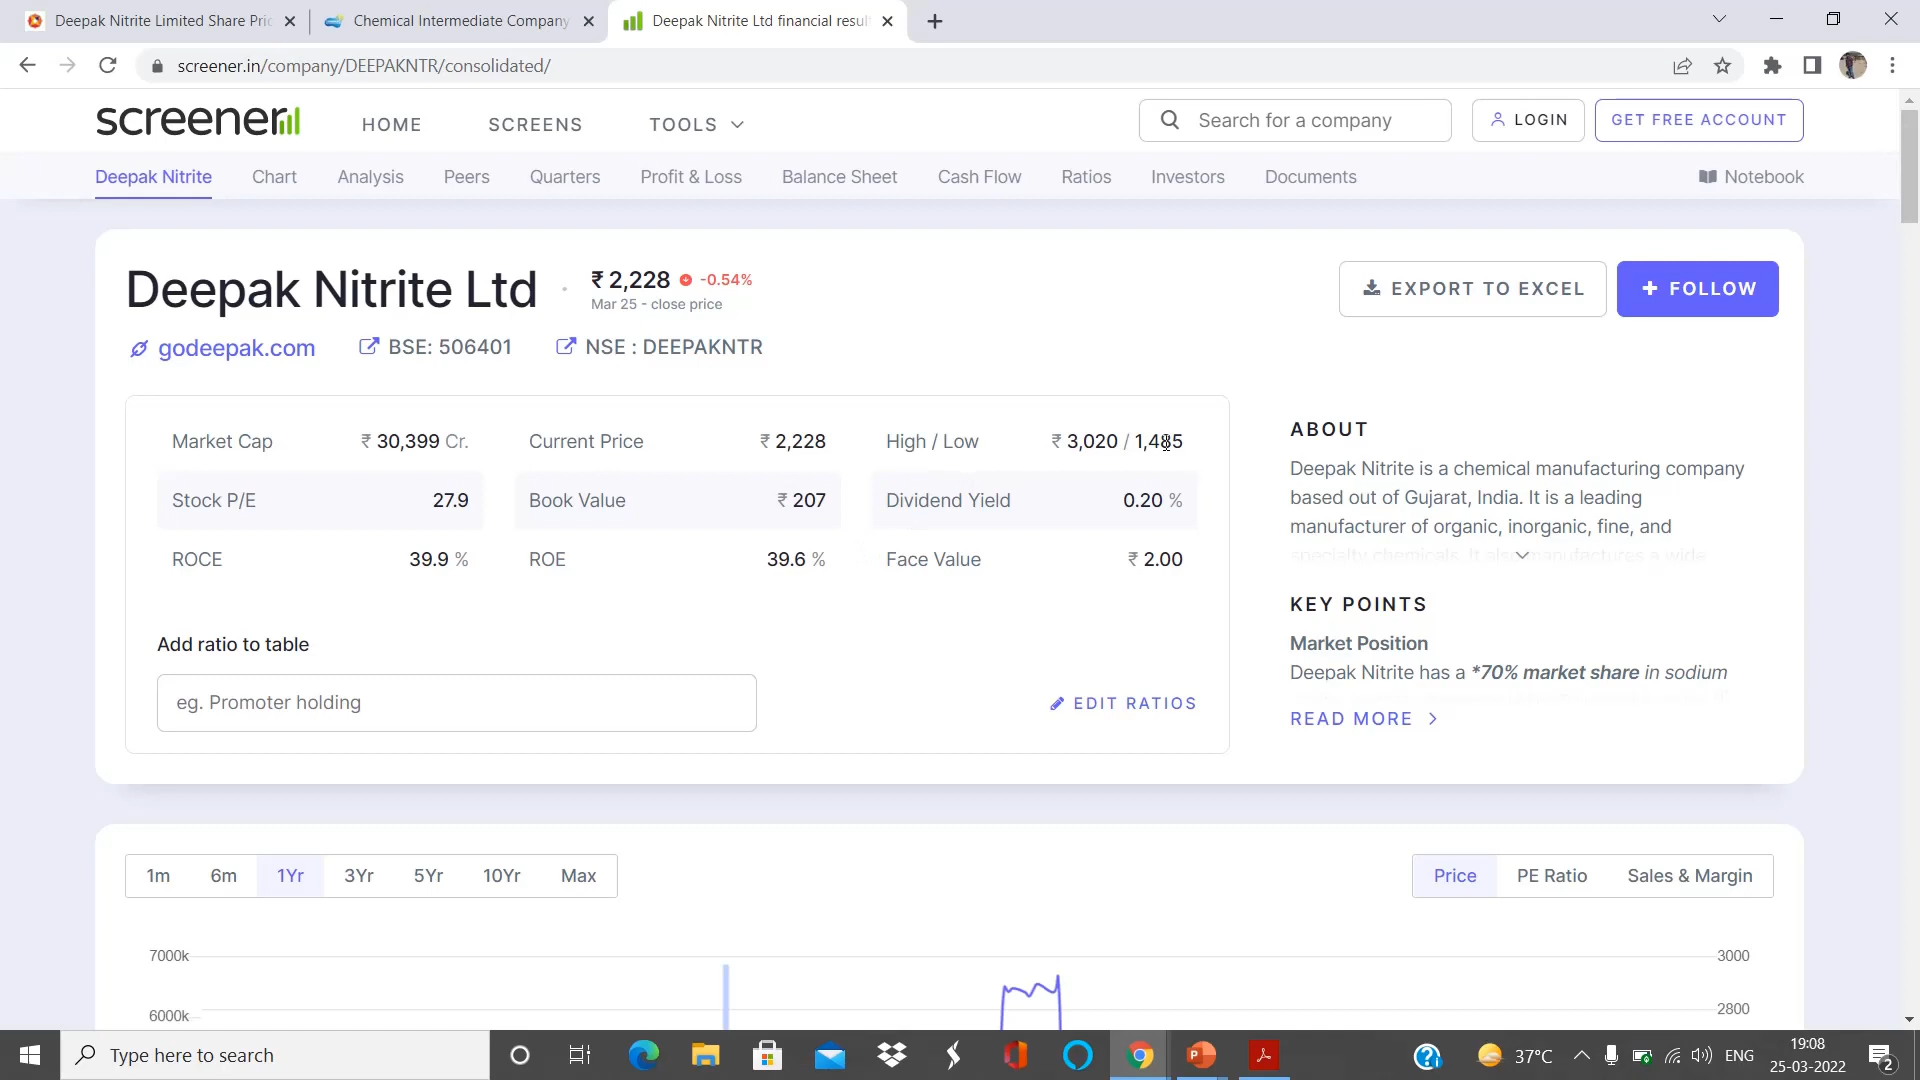 Deepak Nitrite Limited Share Pric
Chemical Intermediate Company
Deepak Nitrite Ltd financial resul
screener.in/company/DEEPAKNTR/consolidated/
screener
HOME
SCREENS
TOOLS
Search for a company
LOGIN
GET FREE ACCOUNT
Deepak Nitrite
Chart
Analysis
Peers
Quarters
Profit & Loss
Balance Sheet
Cash Flow
Ratios
Investors
Documents
Notebook
Deepak Nitrite Ltd
₹ 2,228 -0.54%
Mar 25 - close price
EXPORT TO EXCEL
+ FOLLOW
godeepak.com
BSE: 506401
NSE : DEEPAKNTR
Market Cap ₹ 30,399 Cr.
Current Price ₹ 2,228
High / Low ₹ 3,020 / 1,485
Stock P/E 27.9
Book Value ₹ 207
Dividend Yield 0.20 %
ROCE 39.9 %
ROE 39.6 %
Face Value ₹ 2.00
Add ratio to table
eg. Promoter holding
EDIT RATIOS
ABOUT
Deepak Nitrite is a chemical manufacturing company
based out of Gujarat, India. It is a leading
manufacturer of organic, inorganic, fine, and
specialty chemicals. It also manufactures a wide
KEY POINTS
Market Position
Deepak Nitrite has a *70% market share in sodium
READ MORE
1m 6m 1Yr 3Yr 5Yr 10Yr Max
Price PE Ratio Sales & Margin
7000k
3000
6000k
2800
Type here to search
37°C
ENG
19:08
25-03-2022
2